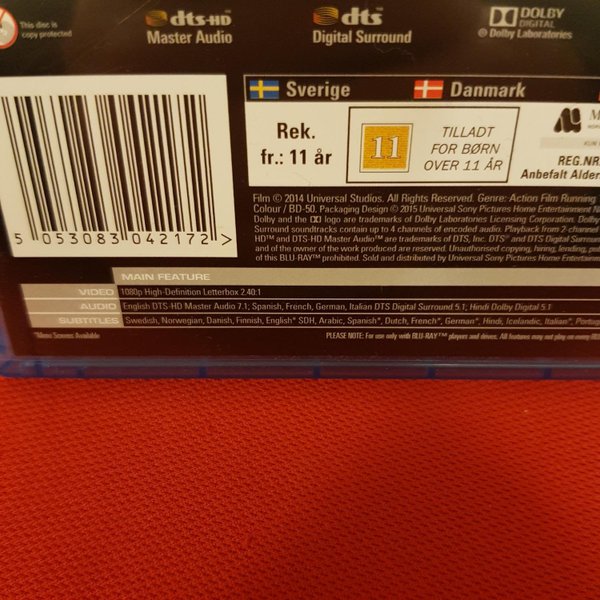 This disc is
copy protected
dts-HD
Master Audio
dts
Digital Surround
DOLBY
DIGITAL
® Dolby Laboratories
Sverige
Danmark
Rek.
fr.: 11 år
11
TILLADT
FOR BØRN
OVER 11 ÅR
REG.NR
Anbefalt Alder
Film © 2014 Universal Studios. All Rights Reserved. Genre: Action Film Running
Colour / BD-50. Packaging Design © 2015 Universal Sony Pictures Home Entertainment
Dolby and the DD logo are trademarks of Dolby Laboratories Licensing Corporation. Dolby
Surround soundtracks contain up to 4 channels of encoded audio. Playback from 2-channel
HD™ and DTS-HD Master Audio™ are trademarks of DTS, Inc. DTS® and DTS Digital Surround
and of the owner of the work produced are reserved. Unauthorised copying, hiring, lending,
of this BLU-RAY™ prohibited. Sold and distributed by Universal Sony Pictures Home Entertainment
5 053083 042172 >
MAIN FEATURE
VIDEO 1080p High-Definition Letterbox 2.40:1
AUDIO English DTS-HD Master Audio 7.1; Spanish, French, German, Italian DTS Digital Surround 5.1; Hindi Dolby Digital 5.1
SUBTITLES Swedish, Norwegian, Danish, Finnish, English* SDH, Arabic, Spanish*, Dutch, French*, German*, Hindi, Icelandic, Italian*,
*Menu Screens Available
PLEASE NOTE: For use only with BLU-RAY™ players and drives. All features may not play on every